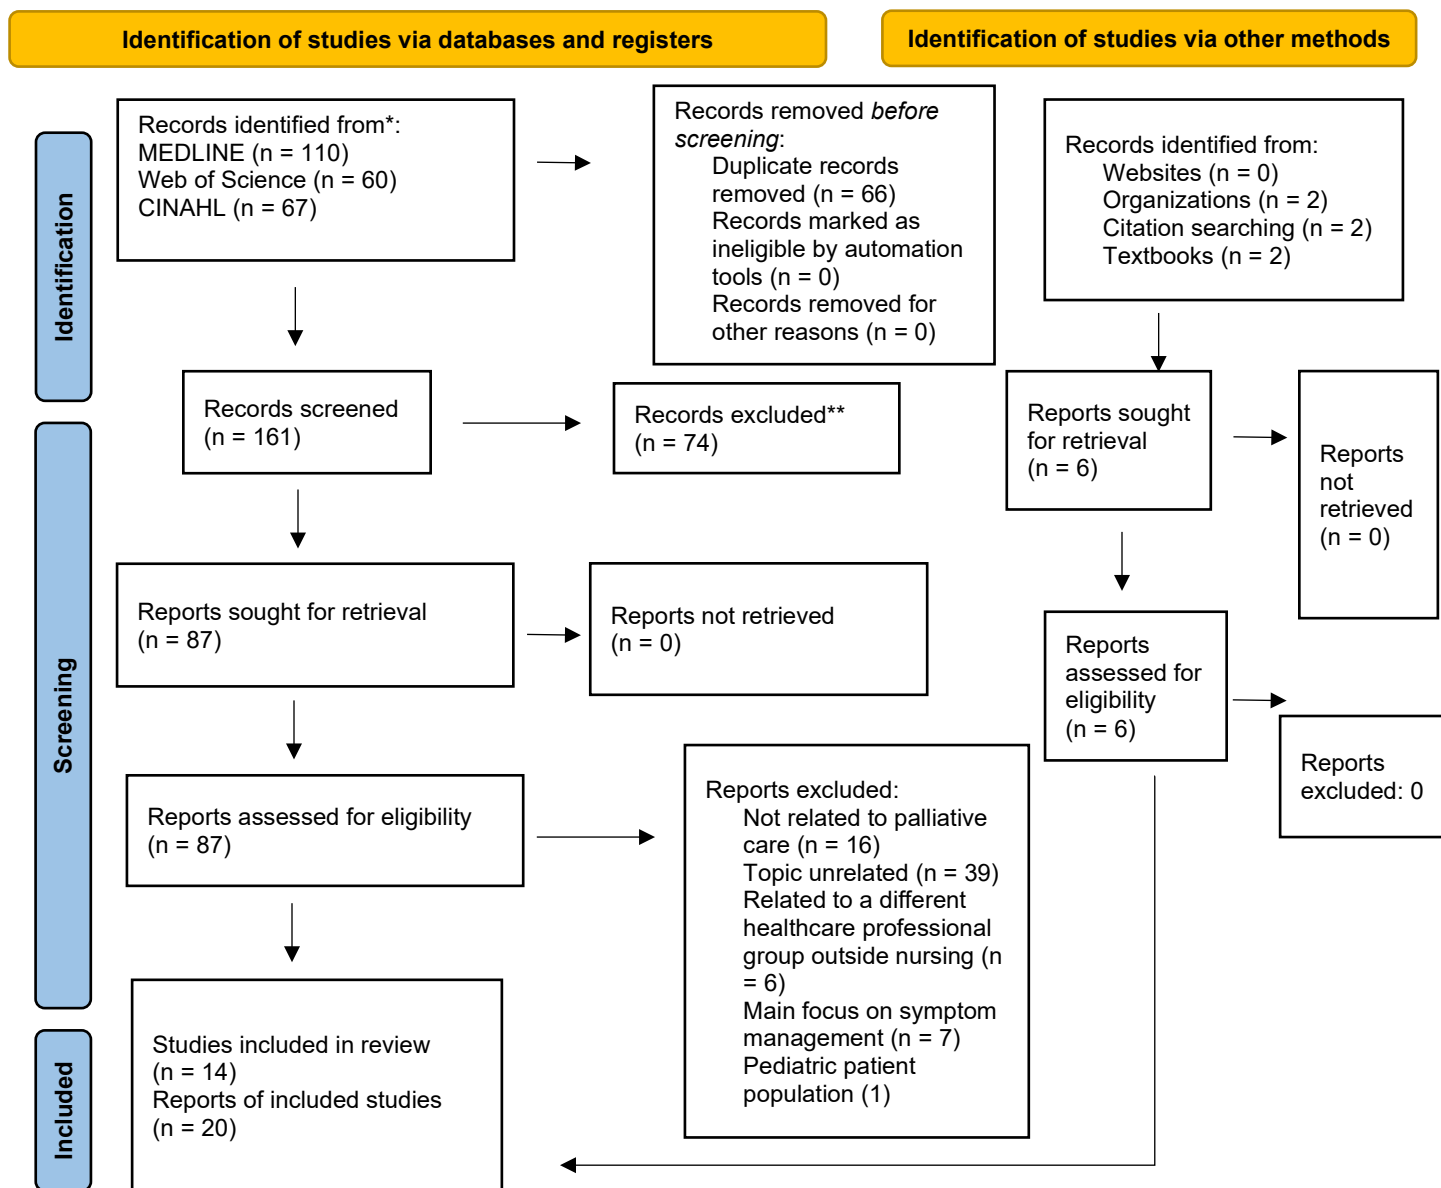 Identification of studies via databases and registers
Identification of studies via other methods
Identification
Records identified from*:
MEDLINE (n = 110)
Web of Science (n = 60)
CINAHL (n = 67)
Records removed before
screening:
Duplicate records
removed (n = 66)
Records marked as
ineligible by automation
tools (n = 0)
Records removed for
other reasons (n = 0)
Records identified from:
Websites (n = 0)
Organizations (n = 2)
Citation searching (n = 2)
Textbooks (n = 2)
Screening
Records screened
(n = 161)
Records excluded**
(n = 74)
Reports sought
for retrieval
(n = 6)
Reports
not
retrieved
(n = 0)
Reports sought for retrieval
(n = 87)
Reports not retrieved
(n = 0)
Reports
assessed for
eligibility
(n = 6)
Reports
excluded: 0
Reports assessed for eligibility
(n = 87)
Reports excluded:
Not related to palliative
care (n = 16)
Topic unrelated (n = 39)
Related to a different
healthcare professional
group outside nursing (n
= 6)
Main focus on symptom
management (n = 7)
Pediatric patient
population (1)
Included
Studies included in review
(n = 14)
Reports of included studies
(n = 20)